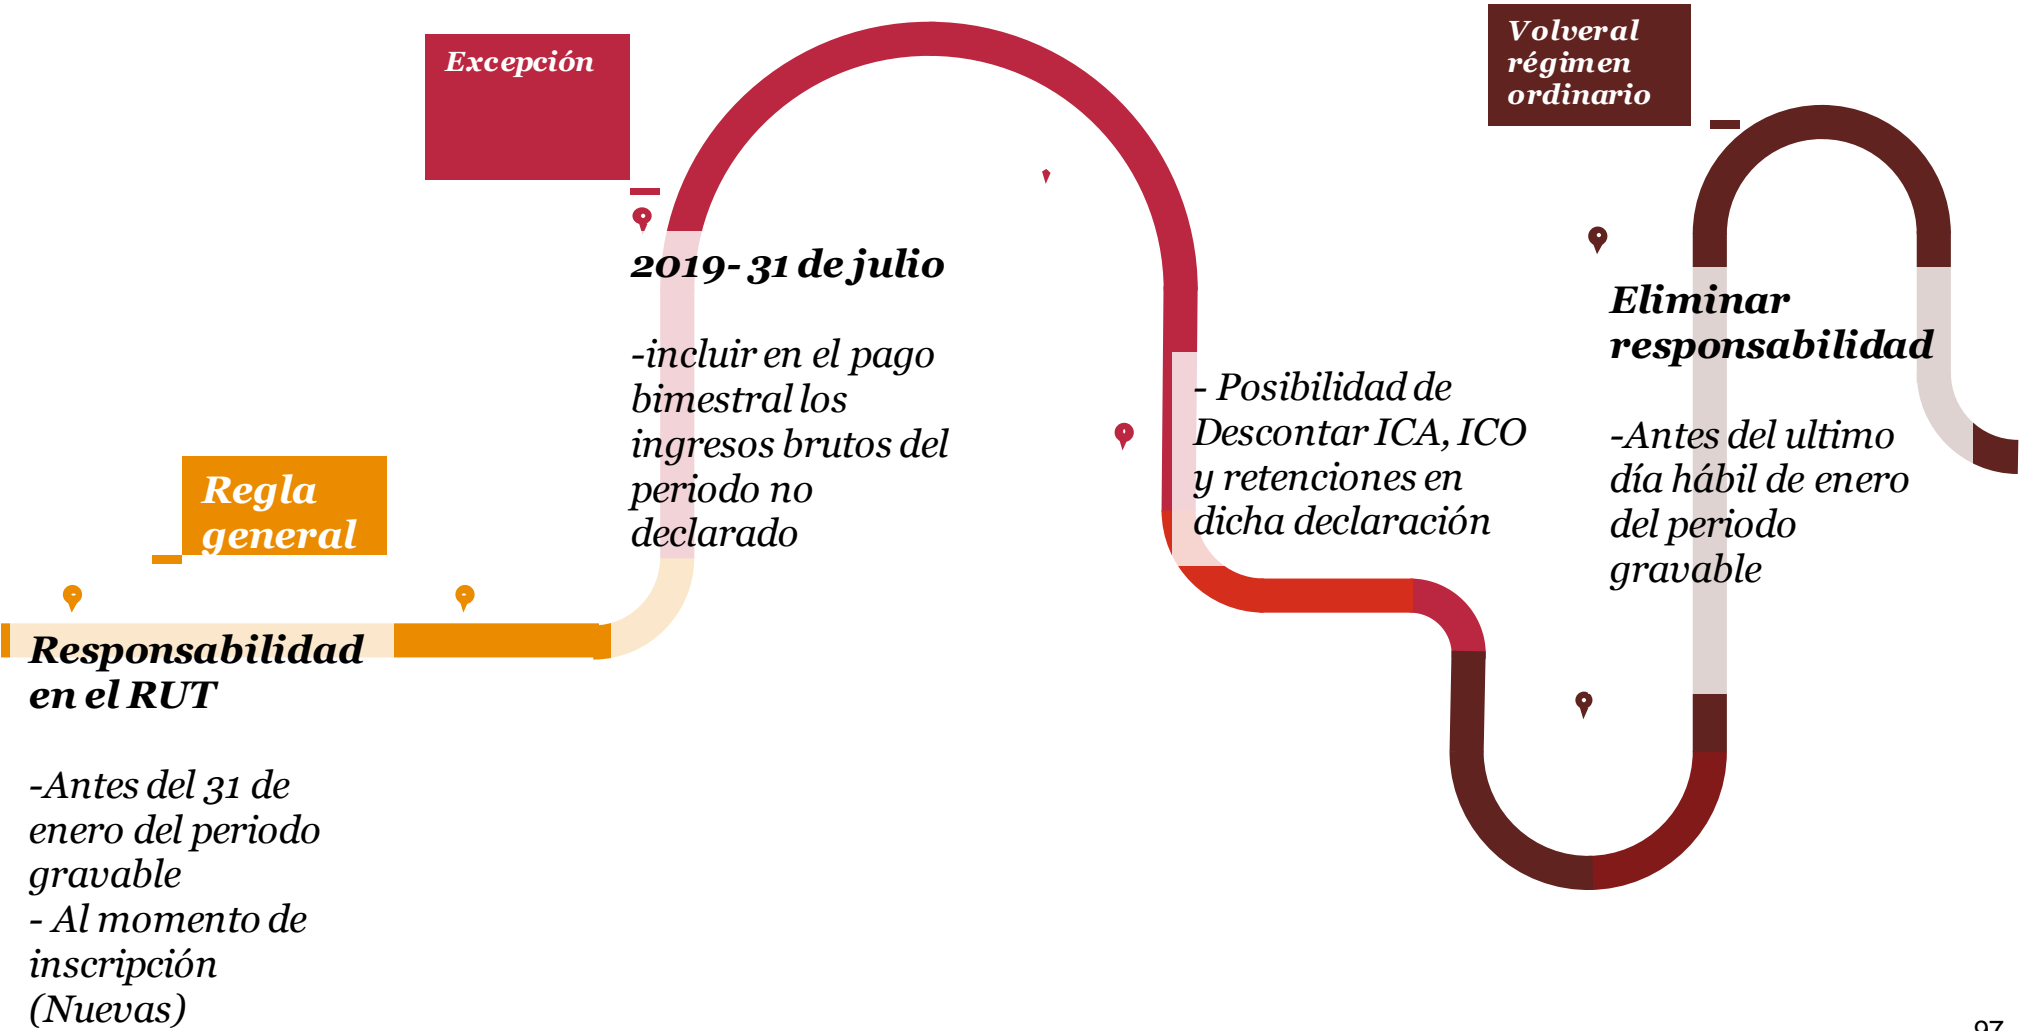 Regla
general
Responsabilidad
en el RUT
-Antes del 31 de
enero del periodo
gravable
- Al momento de
inscripción
(Nuevas)
Excepción
2019- 31 de julio
-incluir en el pago
bimestral los
ingresos brutos del
periodo no
declarado
- Posibilidad de
Descontar ICA, ICO
y retenciones en
dicha declaración
Volver al
régimen
ordinario
Eliminar
responsabilidad
-Antes del ultimo
día hábil de enero
del periodo
gravable
97